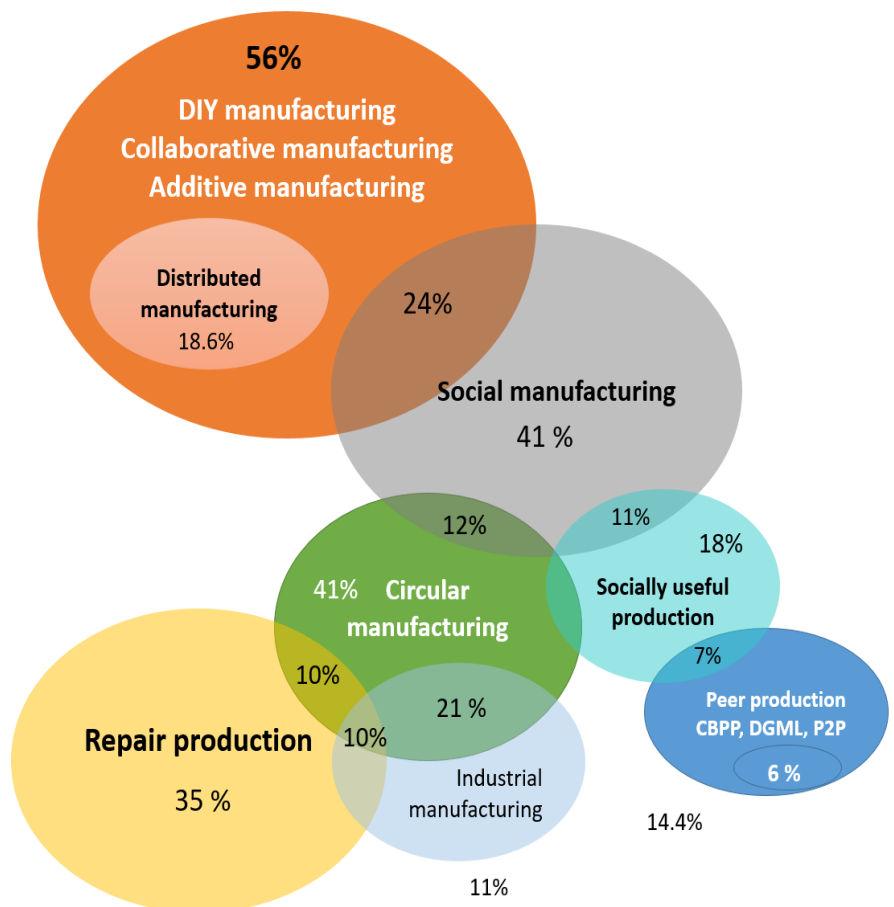 56%
DIY manufacturing
Collaborative manufacturing
Additive manufacturing
Distributed
manufacturing
18.6%
24%
Social manufacturing
41 %
12%
11%
18%
41%
Circular
manufacturing
Socially useful
production
7%
10%
21 %
Peer production
CBPP, DGML, P2P
6 %
Repair production
35 %
10%
Industrial
manufacturing
14.4%
11%